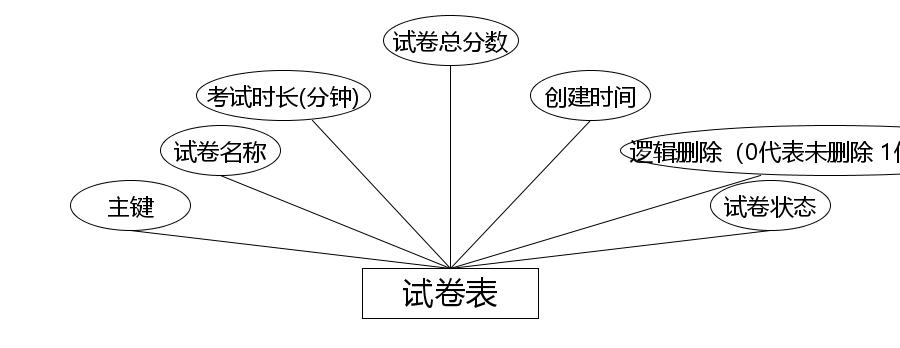 试卷总分数
考试时长(分钟)
创建时间
试卷名称
逻辑删除（0代表未删除 1
主键
试卷状态
试卷表